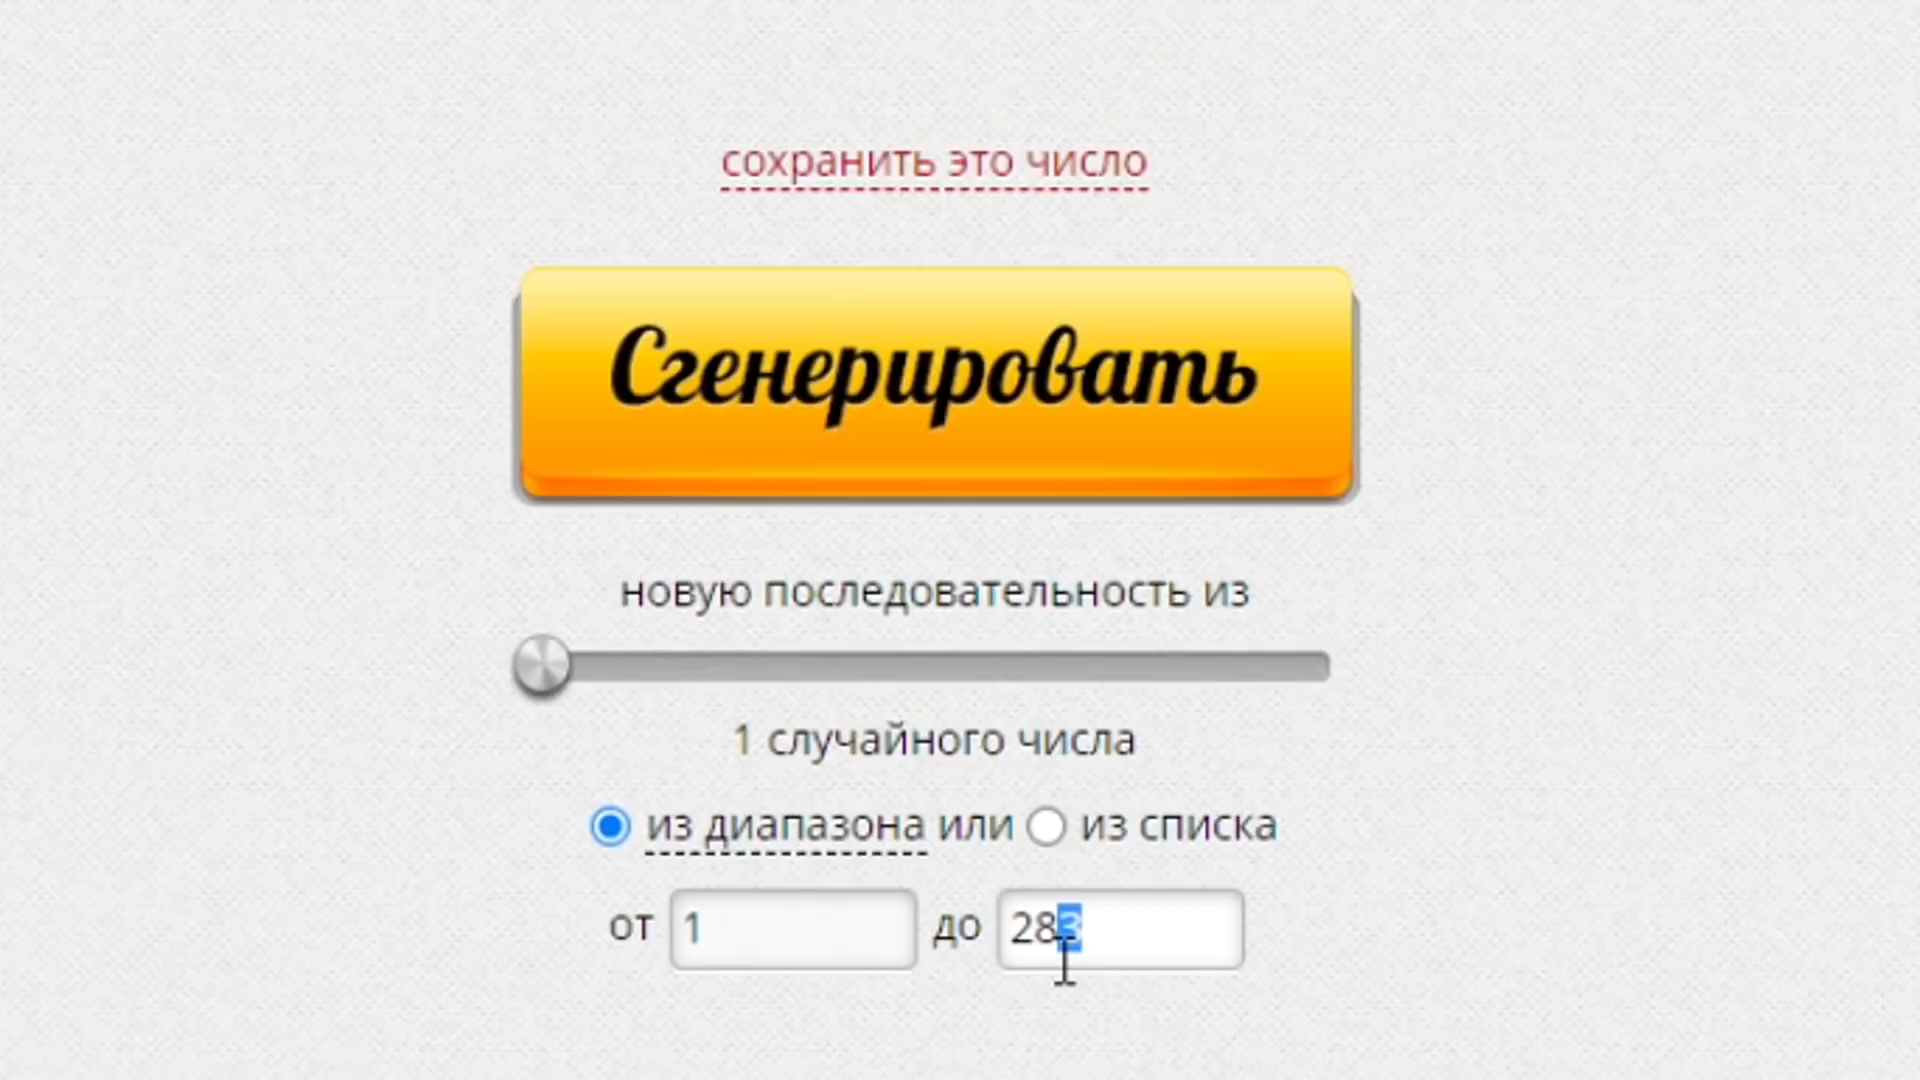 сохранить это число
Сгенерировать
новую последовательность из
1 случайного числа
из диапазона или из списка
от 1 до 283